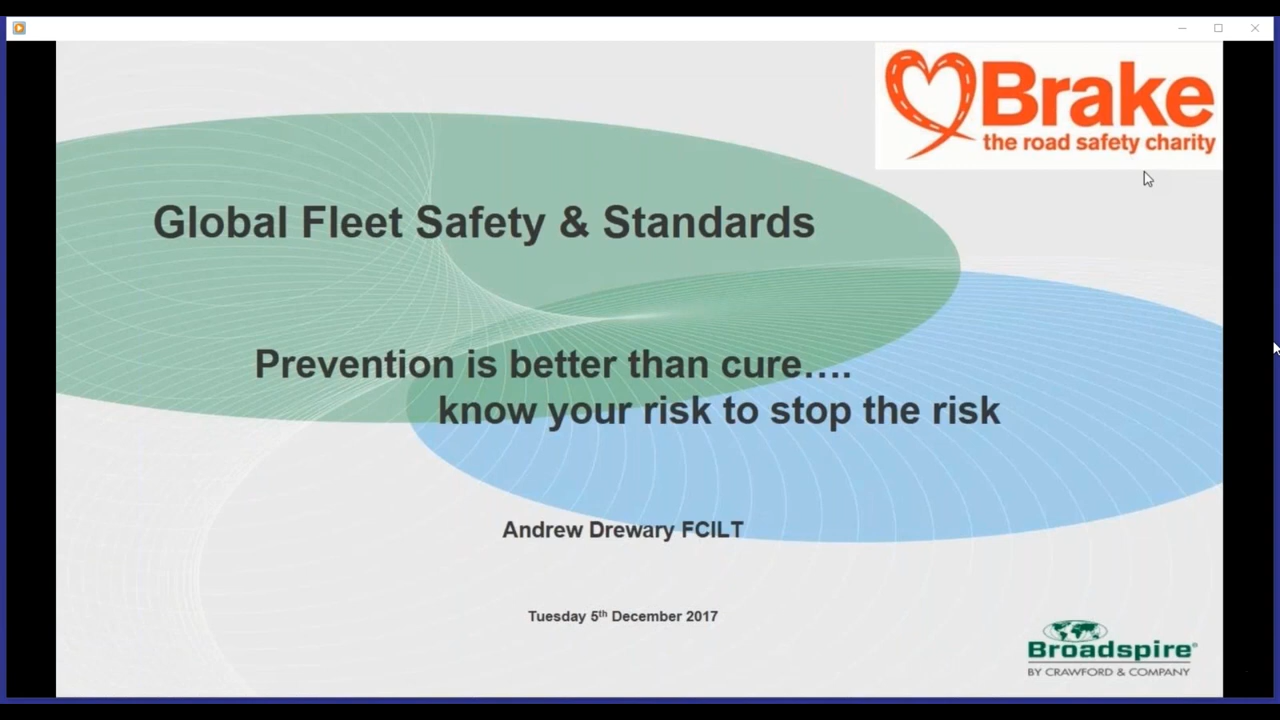 Brake
the road safety charity
Global Fleet Safety & Standards
Prevention is better than cure....
know your risk to stop the risk
Andrew Drewary FCILT
Tuesday 5th December 2017
Broadspire®
BY CRAWFORD & COMPANY